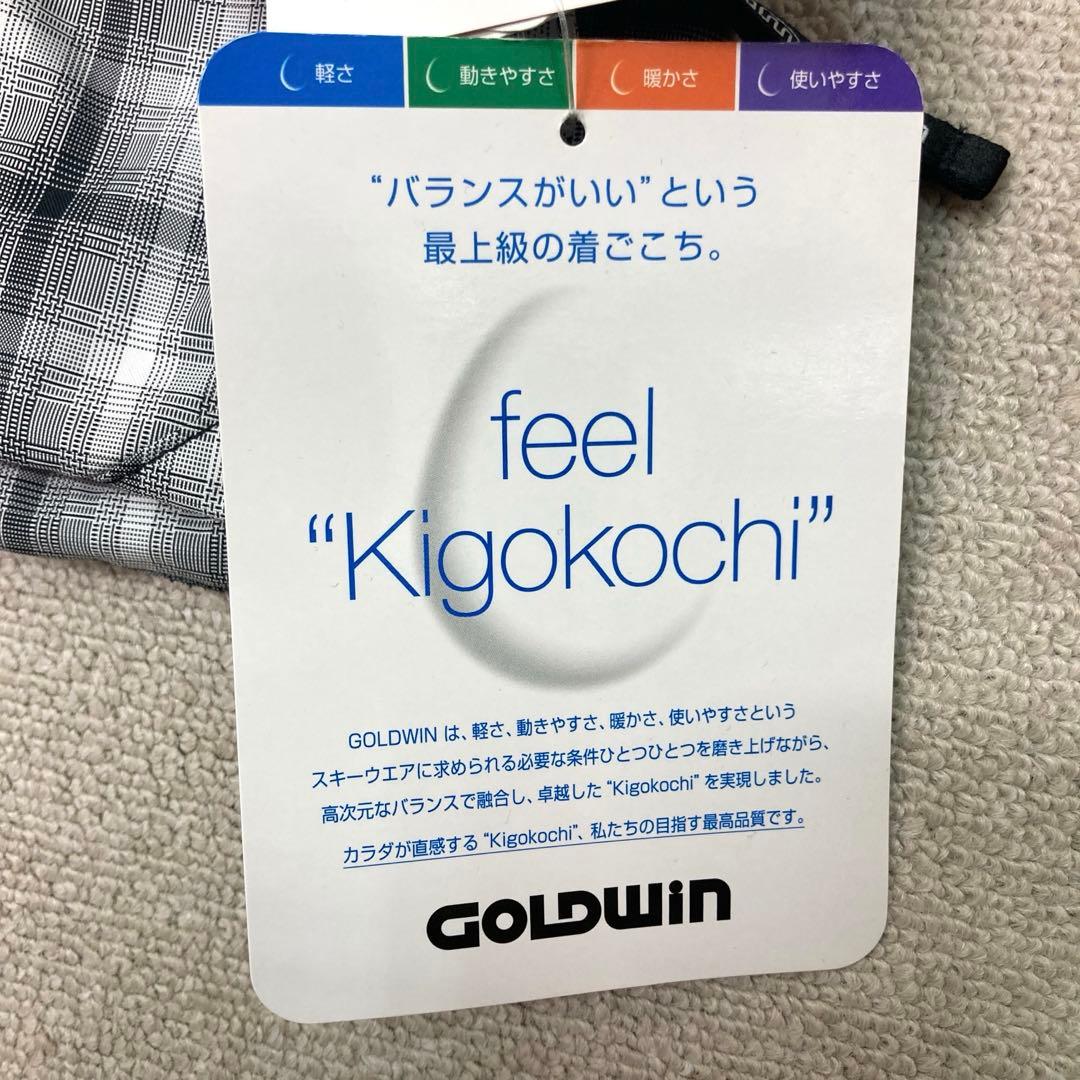 軽さ 動きやすさ 暖かさ 使いやすさ
“バランスがいい”という
最上級の着ごこち。
feel
“Kigokochi”
GOLDWIN は、軽さ、動きやすさ、暖かさ、使いやすさという
スキーウエアに求められる必要な条件ひとつひとつを磨き上げながら、
高次元なバランスで融合し、卓越した “Kigokochi” を実現しました。
カラダが直感する “Kigokochi”、私たちの目指す最高品質です。
GOLDWiN